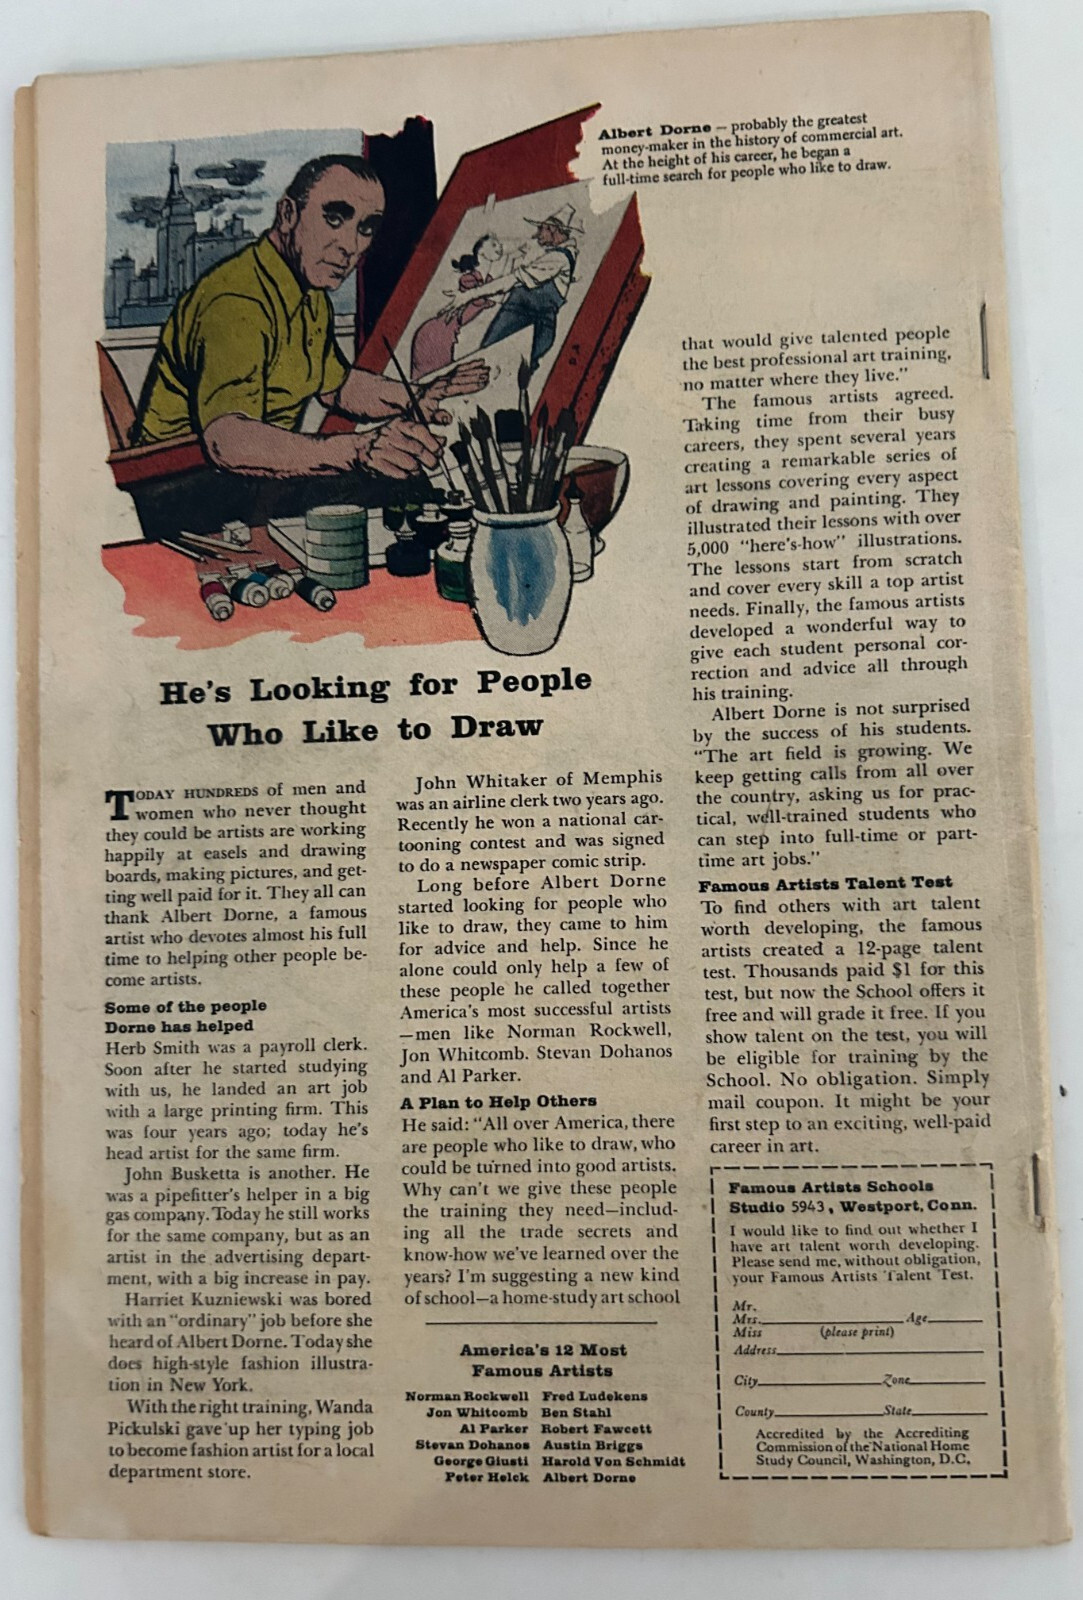 Albert Dorne — probably the greatest
money-maker in the history of commercial art.
At the height of his career, he began a
full-time search for people who like to draw.
He's Looking for People
Who Like to Draw
TODAY HUNDREDS of men and
women who never thought
they could be artists are working
happily at easels and drawing
boards, making pictures, and get-
ting well paid for it. They all can
thank Albert Dorne, a famous
artist who devotes almost his full
time to helping other people be-
come artists.
Some of the people
Dorne has helped
Herb Smith was a payroll clerk.
Soon after he started studying
with us, he landed an art job
with a large printing firm. This
was four years ago; today he's
head artist for the same firm.
John Busketta is another. He
was a pipefitter's helper in a big
gas company. Today he still works
for the same company, but as an
artist in the advertising depart-
ment, with a big increase in pay.
Harriet Kuzniewski was bored
with an "ordinary" job before she
heard of Albert Dorne. Today she
does high-style fashion illustra-
tion in New York.
With the right training, Wanda
Pickulski gave up her typing job
to become fashion artist for a local
department store.
John Whitaker of Memphis
was an airline clerk two years ago.
Recently he won a national car-
tooning contest and was signed
to do a newspaper comic strip.
Long before Albert Dorne
started looking for people who
like to draw, they came to him
for advice and help. Since he
alone could only help a few of
these people he called together
America's most successful artists
—men like Norman Rockwell,
Jon Whitcomb. Stevan Dohanos
and Al Parker.
A Plan to Help Others
He said: "All over America, there
are people who like to draw, who
could be turned into good artists.
Why can't we give these people
the training they need—includ-
ing all the trade secrets and
know-how we've learned over the
years? I'm suggesting a new kind
of school—a home-study art school
America's 12 Most
Famous Artists
Norman Rockwell Fred Ludekens
Jon Whitcomb Ben Stahl
Al Parker Robert Fawcett
Stevan Dohanos Austin Briggs
George Giusti Harold Von Schmidt
Peter Helck Albert Dorne
that would give talented people
the best professional art training,
no matter where they live."
The famous artists agreed.
Taking time from their busy
careers, they spent several years
creating a remarkable series of
art lessons covering every aspect
of drawing and painting. They
illustrated their lessons with over
5,000 "here's-how" illustrations.
The lessons start from scratch
and cover every skill a top artist
needs. Finally, the famous artists
developed a wonderful way to
give each student personal cor-
rection and advice all through
his training.
Albert Dorne is not surprised
by the success of his students.
"The art field is growing. We
keep getting calls from all over
the country, asking us for prac-
tical, well-trained students who
can step into full-time or part-
time art jobs."
Famous Artists Talent Test
To find others with art talent
worth developing, the famous
artists created a 12-page talent
test. Thousands paid $1 for this
test, but now the School offers it
free and will grade it free. If you
show talent on the test, you will
be eligible for training by the
School. No obligation. Simply
mail coupon. It might be your
first step to an exciting, well-paid
career in art.
Famous Artists Schools
Studio 5943, Westport, Conn.
I would like to find out whether I
have art talent worth developing.
Please send me, without obligation,
your Famous Artists Talent Test.
Mr.
Mrs. Age
Miss (please print)
Address
City Zone
County State
Accredited by the Accrediting
Commission of the National Home
Study Council, Washington, D.C.